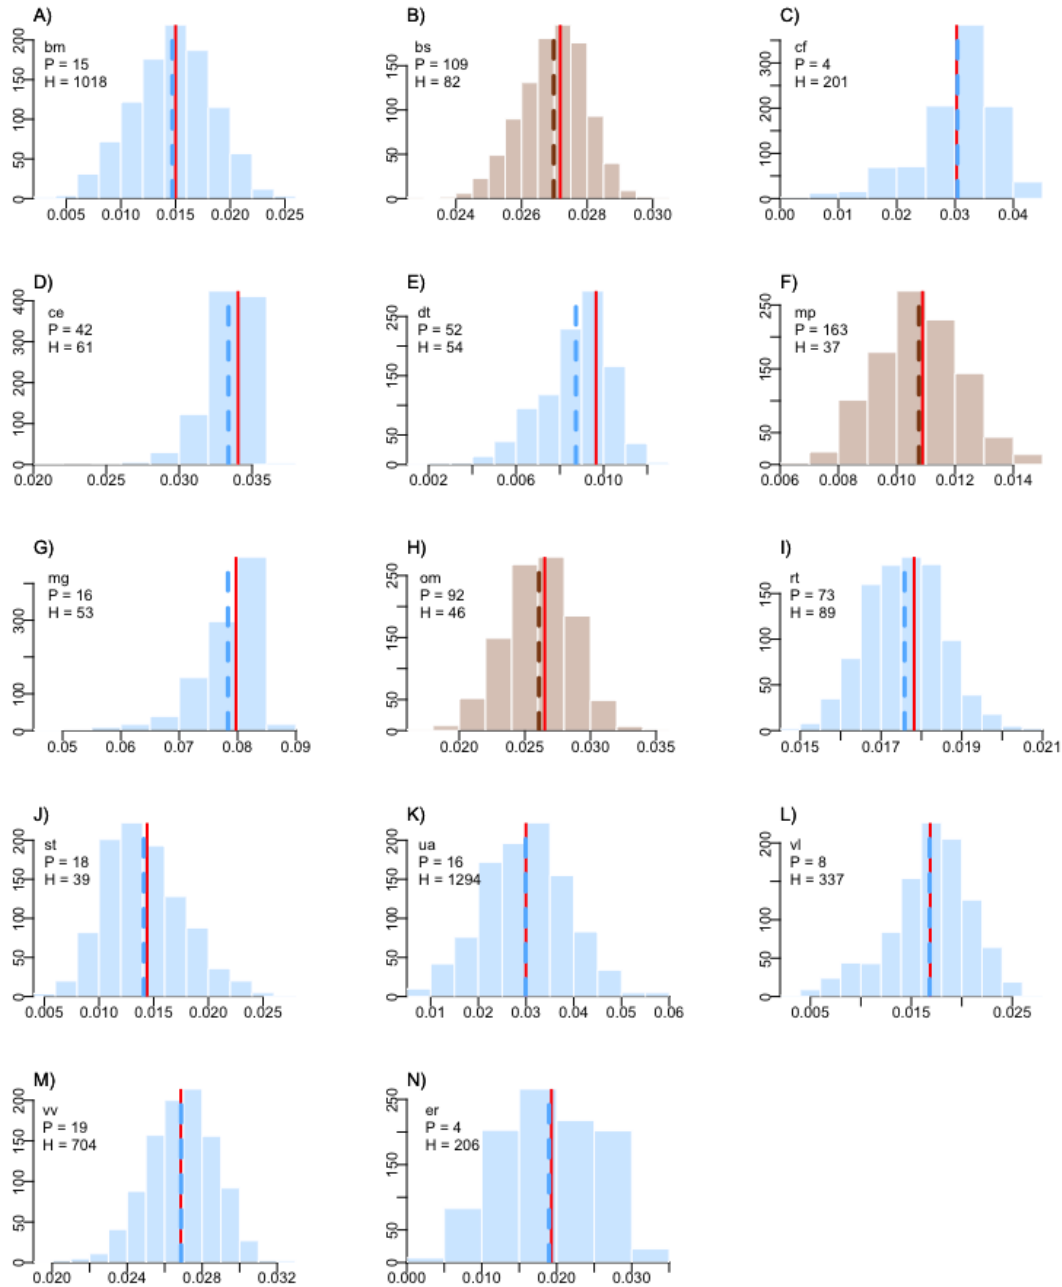 A)
bm
P = 15
H = 1018
0 50 100 150 200
0.005 0.010 0.015 0.020 0.025
B)
bs
P = 109
H = 82
0 50 100 150
0.024 0.026 0.028 0.030
C)
cf
P = 4
H = 201
0 100 200 300
0.00 0.01 0.02 0.03 0.04
D)
ce
P = 42
H = 61
0 100 200 300 400
0.020 0.025 0.030 0.035
E)
dt
P = 52
H = 54
0 50 150 250
0.002 0.006 0.010
F)
mp
P = 163
H = 37
0 50 150 250
0.006 0.010 0.012 0.014
G)
mg
P = 16
H = 53
0 100 300
0.05 0.06 0.07 0.08 0.09
H)
om
P = 92
H = 46
0 50 150 250
0.020 0.025 0.030 0.035
I)
rt
P = 73
H = 89
0 50 100 150
0.015 0.017 0.019 0.021
J)
st
P = 18
H = 39
0 50 100 150 200
0.005 0.010 0.015 0.020 0.025
K)
ua
P = 16
H = 1294
0 50 100 150 200
0.01 0.02 0.03 0.04 0.05 0.06
L)
vl
P = 8
H = 337
0 50 100 200
0.005 0.015 0.025
M)
vv
P = 19
H = 704
0 50 100 150 200
0.020 0.024 0.028 0.032
N)
er
P = 4
H = 206
0 50 150 250
0.000 0.010 0.020 0.030